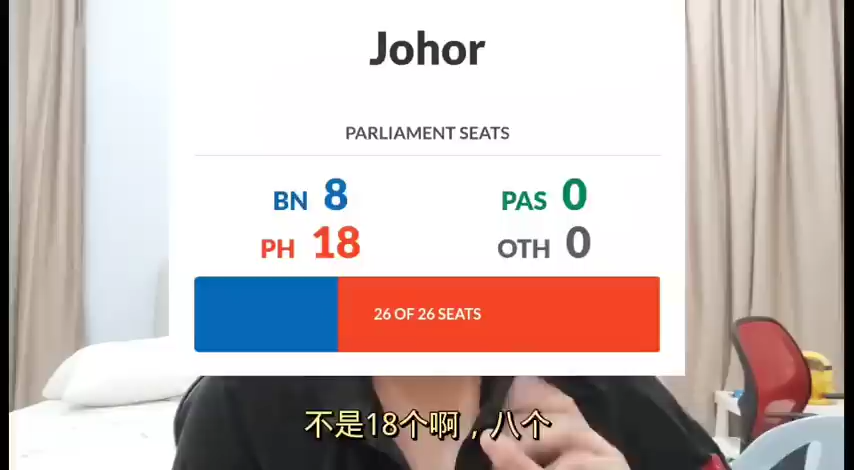 Johor
PARLIAMENT SEATS
BN 8 PAS 0
PH 18 OTH 0
26 OF 26 SEATS
不是18个啊，八个